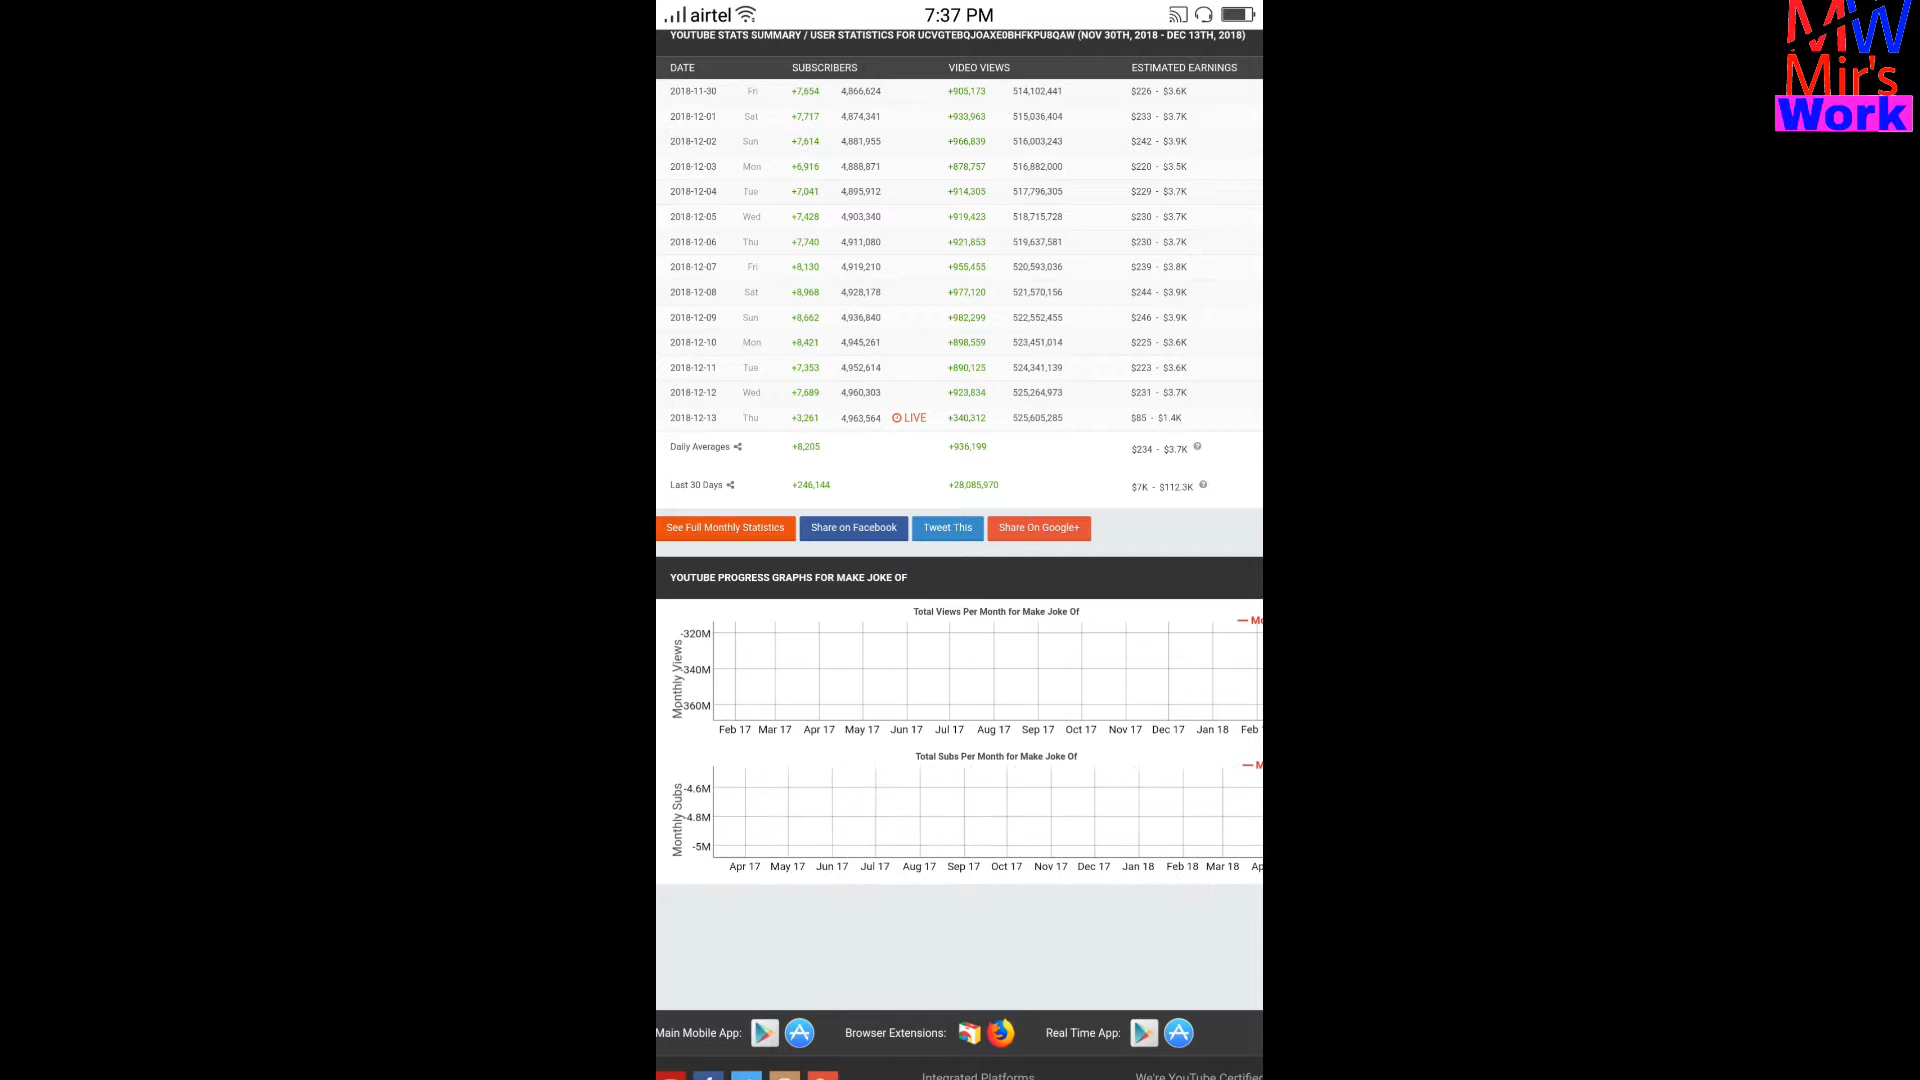 airtel 7:37 PM
MW
Mir's
Work
YOUTUBE STATS SUMMARY / USER STATISTICS FOR UCVGTEBQJOAXE0BHFKPU8QAW (NOV 30TH, 2018 - DEC 13TH, 2018)
DATE SUBSCRIBERS VIDEO VIEWS ESTIMATED EARNINGS
2018-11-30 Fri +7,654 4,866,624 +905,173 514,102,441 $226 - $3.6K
2018-12-01 Sat +7,717 4,874,341 +933,963 515,036,404 $233 - $3.7K
2018-12-02 Sun +7,614 4,881,955 +966,839 516,003,243 $242 - $3.9K
2018-12-03 Mon +6,916 4,888,871 +878,757 516,882,000 $220 - $3.5K
2018-12-04 Tue +7,041 4,895,912 +914,305 517,796,305 $229 - $3.7K
2018-12-05 Wed +7,428 4,903,340 +919,423 518,715,728 $230 - $3.7K
2018-12-06 Thu +7,740 4,911,080 +921,853 519,637,581 $230 - $3.7K
2018-12-07 Fri +8,130 4,919,210 +955,455 520,593,036 $239 - $3.8K
2018-12-08 Sat +8,968 4,928,178 +977,120 521,570,156 $244 - $3.9K
2018-12-09 Sun +8,662 4,936,840 +982,299 522,552,455 $246 - $3.9K
2018-12-10 Mon +8,421 4,945,261 +898,559 523,451,014 $225 - $3.6K
2018-12-11 Tue +7,353 4,952,614 +890,125 524,341,139 $223 - $3.6K
2018-12-12 Wed +7,689 4,960,303 +923,834 525,264,973 $231 - $3.7K
2018-12-13 Thu +3,261 4,963,564 LIVE +340,312 525,605,285 $85 - $1.4K
Daily Averages +8,205 +936,199 $234 - $3.7K
Last 30 Days +246,144 +28,085,970 $7K - $112.3K
See Full Monthly Statistics Share on Facebook Tweet This Share On Google+
YOUTUBE PROGRESS GRAPHS FOR MAKE JOKE OF
Total Views Per Month for Make Joke Of
Mo
Monthly Views
-320M
-340M
-360M
Feb 17 Mar 17 Apr 17 May 17 Jun 17 Jul 17 Aug 17 Sep 17 Oct 17 Nov 17 Dec 17 Jan 18 Feb
Total Subs Per Month for Make Joke Of
M
Monthly Subs
-4.6M
-4.8M
-5M
Apr 17 May 17 Jun 17 Jul 17 Aug 17 Sep 17 Oct 17 Nov 17 Dec 17 Jan 18 Feb 18 Mar 18 Ap
Main Mobile App: Browser Extensions: Real Time App:
Integrated Platforms We're YouTube Certified